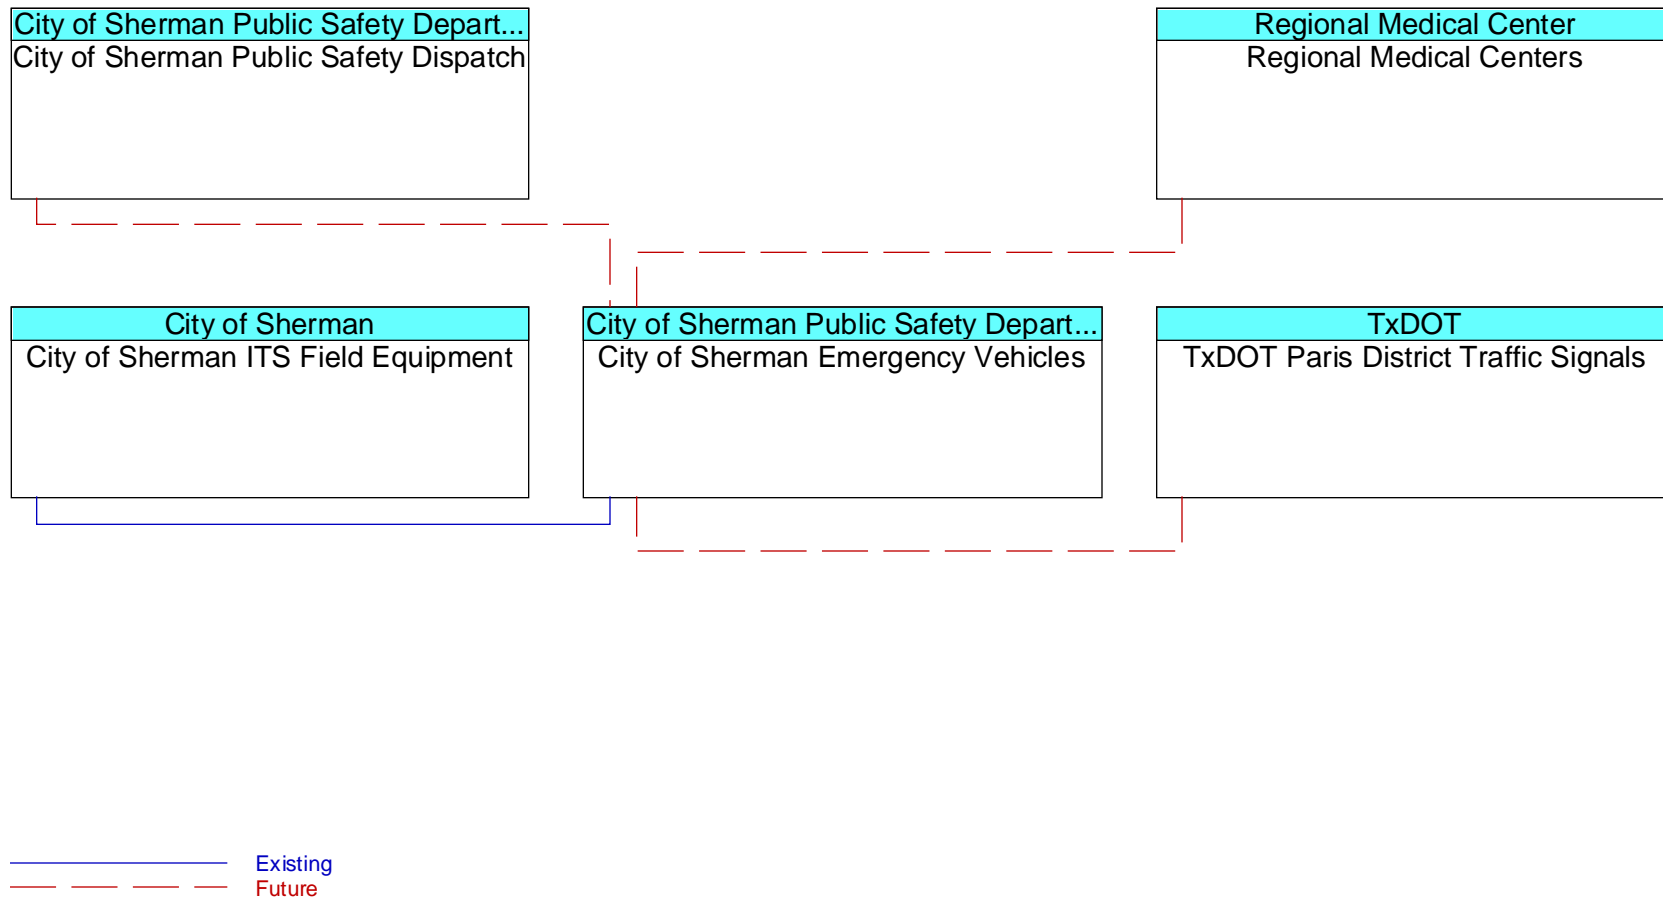 City of Sherman Public Safety Depart...
City of Sherman Public Safety Dispatch
Regional Medical Center
Regional Medical Centers
City of Sherman
City of Sherman ITS Field Equipment
City of Sherman Public Safety Depart...
City of Sherman Emergency Vehicles
TxDOT
TxDOT Paris District Traffic Signals
Existing
Future